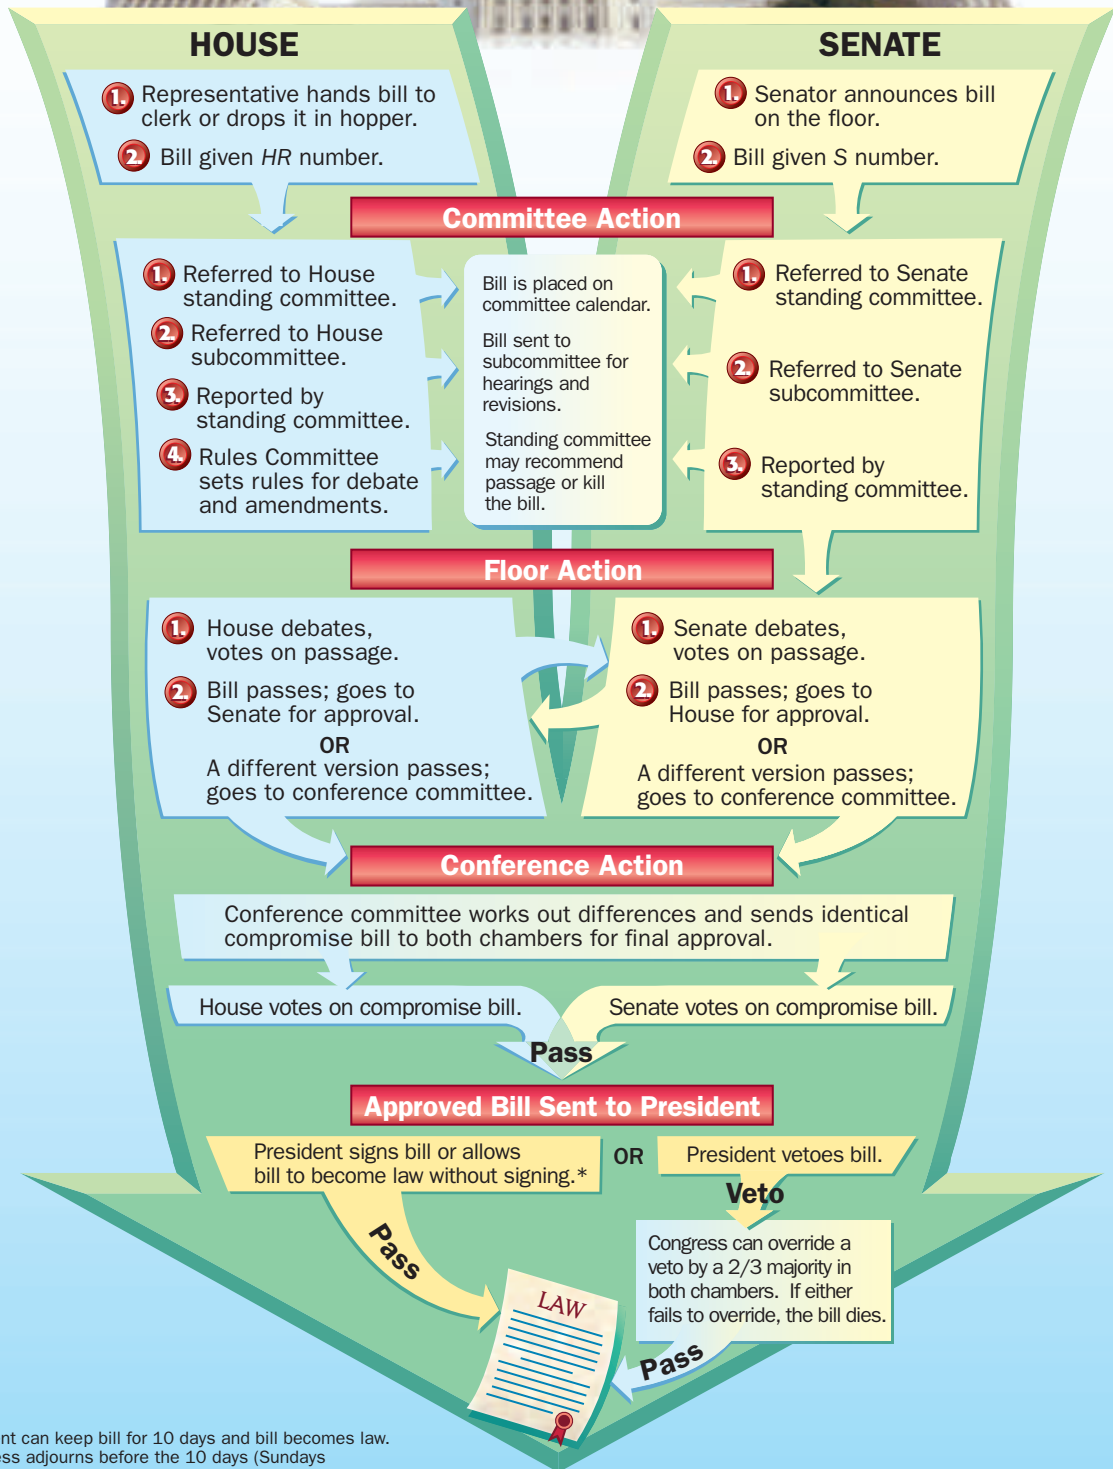 HOUSE
1. Representative hands bill to
clerk or drops it in hopper.
2. Bill given HR number.
SENATE
1. Senator announces bill
on the floor.
2. Bill given S number.
Committee Action
1. Referred to House
standing committee.
2. Referred to House
subcommittee.
3. Reported by
standing committee.
4. Rules Committee
sets rules for debate
and amendments.
Bill is placed on
committee calendar.
Bill sent to
subcommittee for
hearings and
revisions.
Standing committee
may recommend
passage or kill
the bill.
1. Referred to Senate
standing committee.
2. Referred to Senate
subcommittee.
3. Reported by
standing committee.
Floor Action
1. House debates,
votes on passage.
2. Bill passes; goes to
Senate for approval.
OR
A different version passes;
goes to conference committee.
1. Senate debates,
votes on passage.
2. Bill passes; goes to
House for approval.
OR
A different version passes;
goes to conference committee.
Conference Action
Conference committee works out differences and sends identical
compromise bill to both chambers for final approval.
House votes on compromise bill.
Senate votes on compromise bill.
Pass
Approved Bill Sent to President
President signs bill or allows
bill to become law without signing.*
OR
President vetoes bill.
Veto
Pass
Congress can override a
veto by a 2/3 majority in
both chambers. If either
fails to override, the bill dies.
Pass
LAW
nt can keep bill for 10 days and bill becomes law.
ess adjourns before the 10 days (Sundays